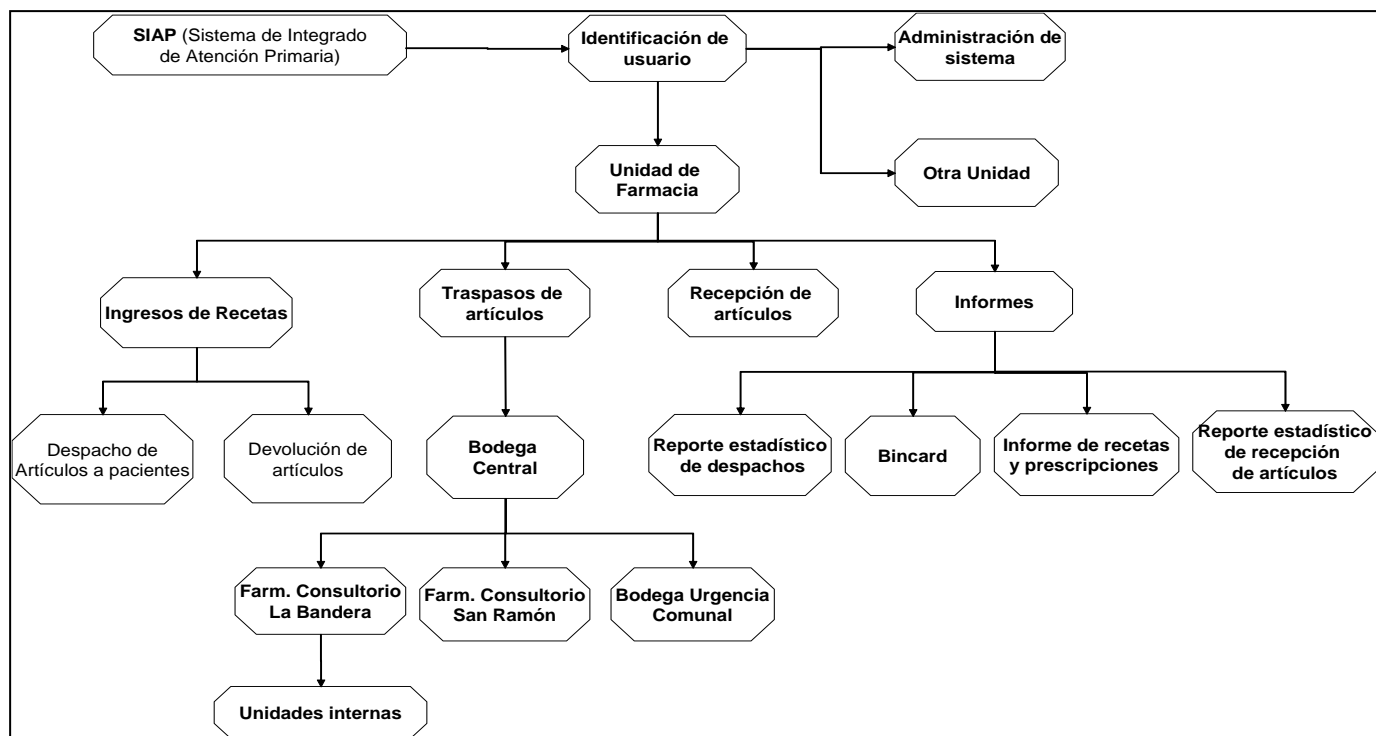 SIAP (Sistema de Integrado
de Atención Primaria)
Identificación de
usuario
Administración de
sistema
Otra Unidad
Unidad de
Farmacia
Ingresos de Recetas
Traspasos de
artículos
Recepción de
artículos
Informes
Despacho de
Artículos a pacientes
Devolución de
artículos
Bodega
Central
Reporte estadístico
de despachos
Bincard
Informe de recetas
y prescripciones
Reporte estadístico
de recepción
de artículos
Farm. Consultorio
La Bandera
Farm. Consultorio
San Ramón
Bodega Urgencia
Comunal
Unidades internas